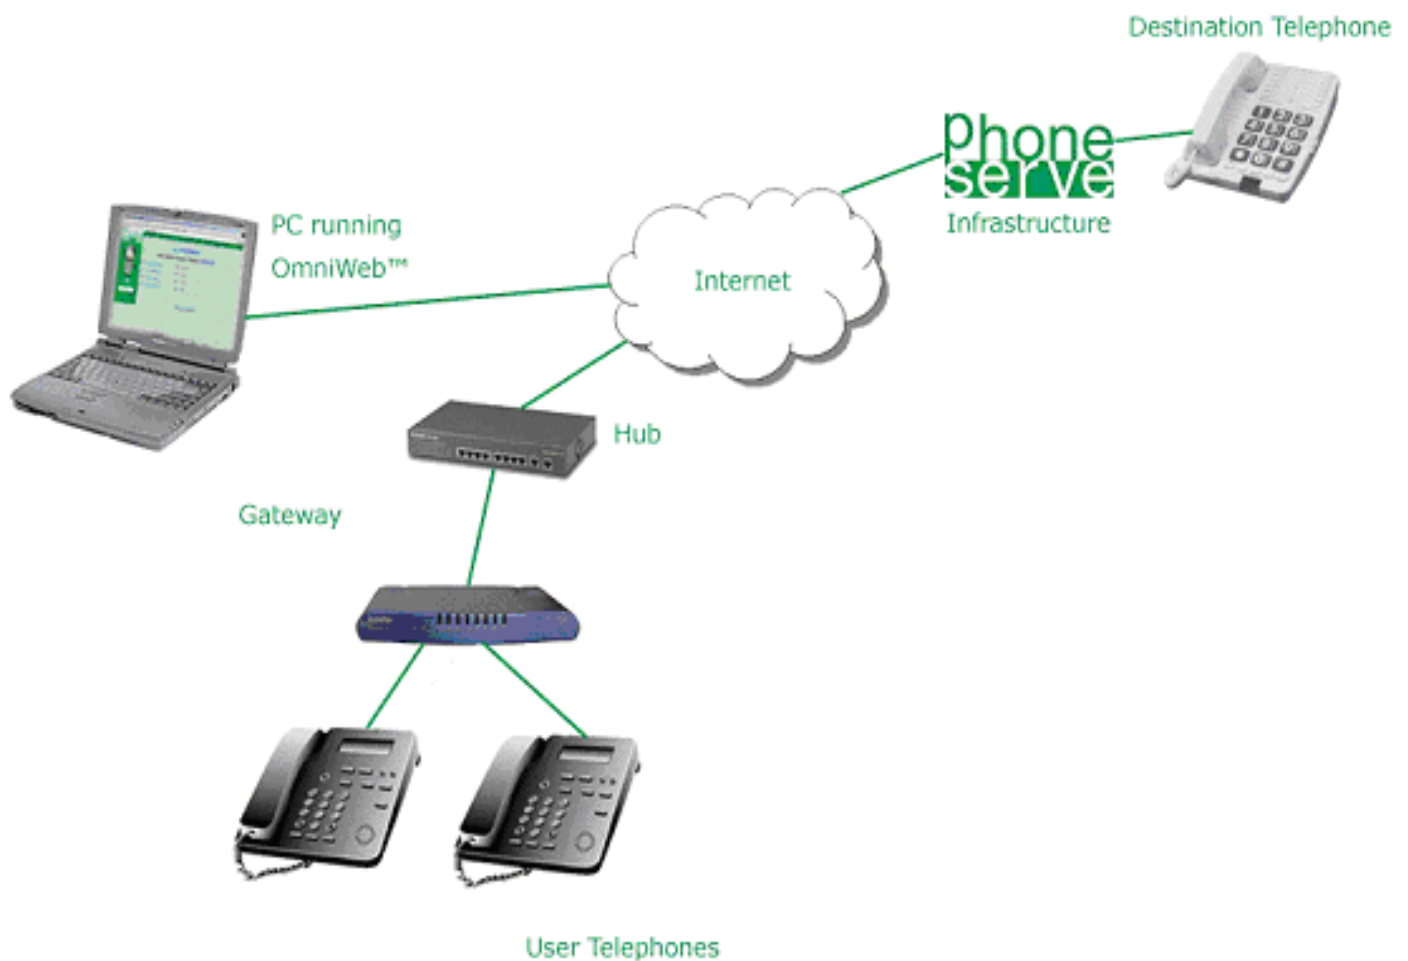 Destination Telephone
phone
serve
Infrastructure
PC running
OmniWeb™
Internet
Hub
Gateway
User Telephones